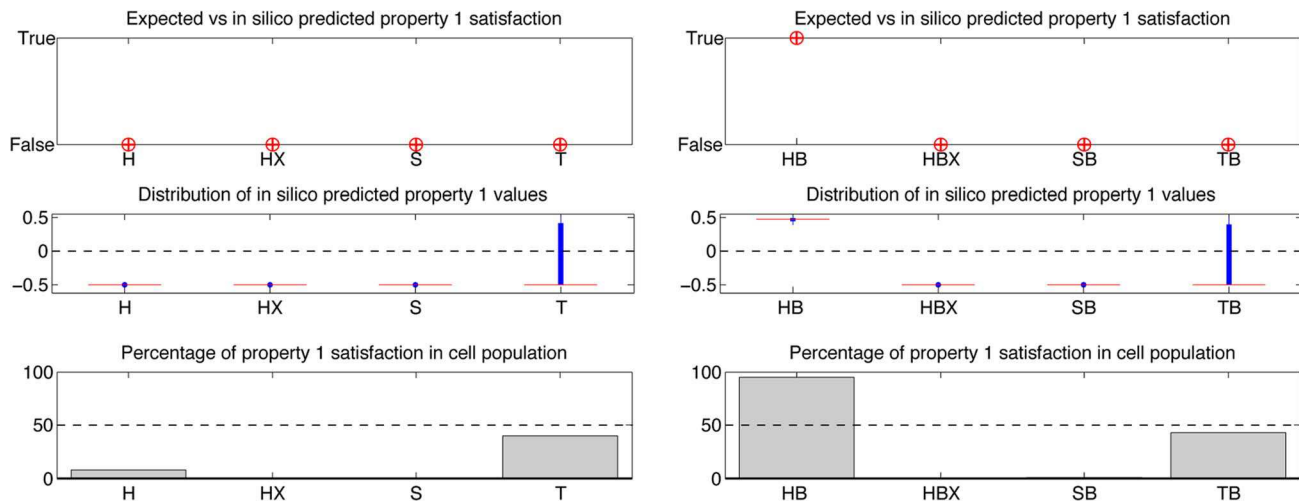 Expected vs in silico predicted property 1 satisfaction
True
False
H HX S T
Distribution of in silico predicted property 1 values
0.5
0
−0.5
H HX S T
Percentage of property 1 satisfaction in cell population
100
50
0
H HX S T
Expected vs in silico predicted property 1 satisfaction
True
False
HB HBX SB TB
Distribution of in silico predicted property 1 values
0.5
0
−0.5
HB HBX SB TB
Percentage of property 1 satisfaction in cell population
100
50
0
HB HBX SB TB